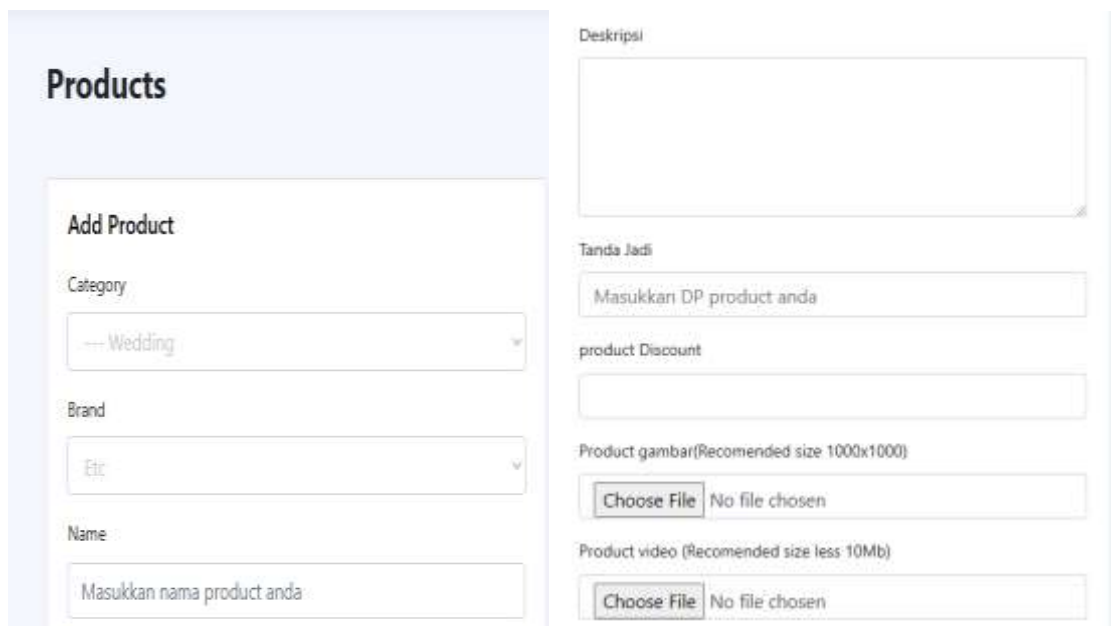 Products
Add Product
Category
--- Wedding
Brand
Etc
Name
Masukkan nama product anda
Deskripsi
Tanda Jadi
Masukkan DP product anda
product Discount
Product gambar(Recomended size 1000x1000)
Choose File No file chosen
Product video (Recomended size less 10Mb)
Choose File No file chosen